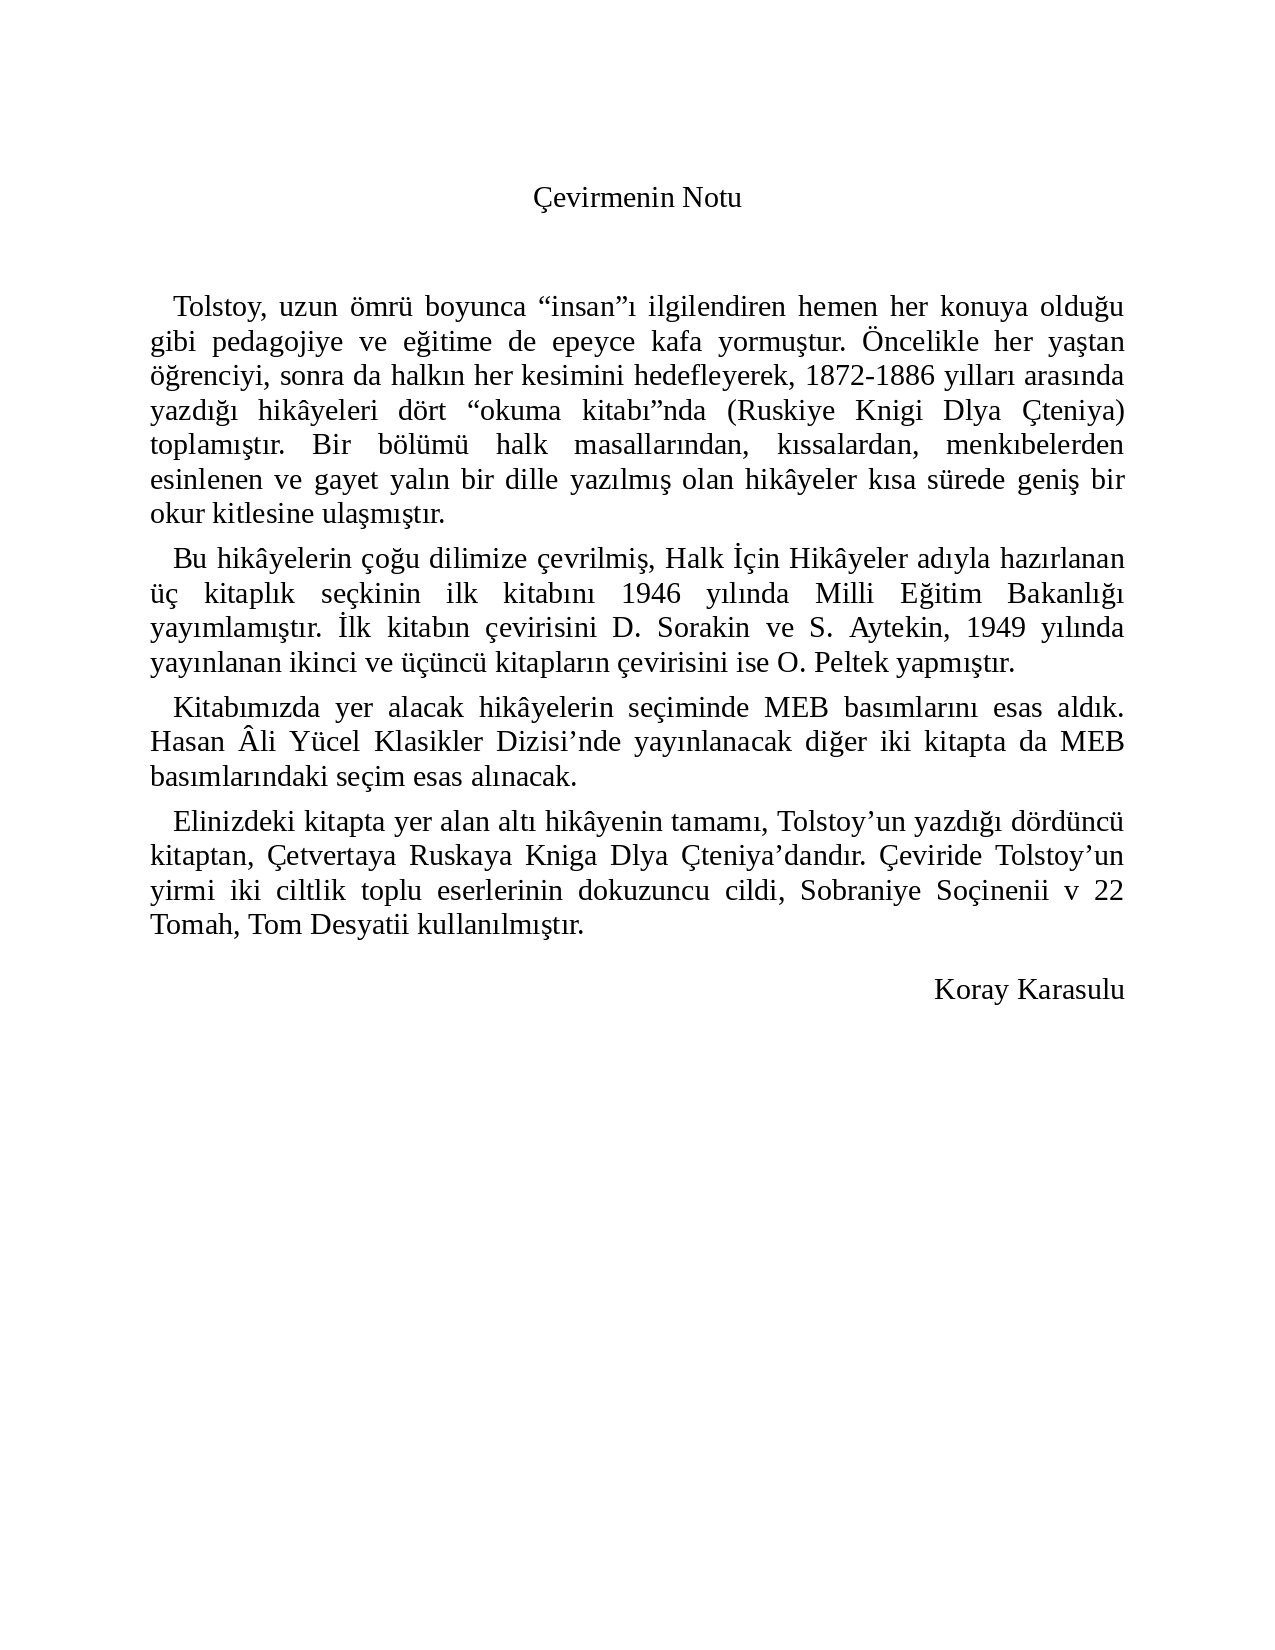 Çevirmenin Notu
Tolstoy, uzun ömrü boyunca “insan”ı ilgilendiren hemen her konuya olduğu
gibi pedagojiye ve eğitime de epeyce kafa yormuştur. Öncelikle her yaştan
öğrenciyi, sonra da halkın her kesimini hedefleyerek, 1872-1886 yılları arasında
yazdığı hikâyeleri dört “okuma kitabı”nda (Ruskiye Knigi Dlya Çteniya)
toplamıştır. Bir bölümü halk masallarından, kıssalardan, menkıbelerden
esinlenen ve gayet yalın bir dille yazılmış olan hikâyeler kısa sürede geniş bir
okur kitlesine ulaşmıştır.
Bu hikâyelerin çoğu dilimize çevrilmiş, Halk İçin Hikâyeler adıyla hazırlanan
üç kitaplık seçkinin ilk kitabını 1946 yılında Milli Eğitim Bakanlığı
yayımlamıştır. İlk kitabın çevirisini D. Sorakin ve S. Aytekin, 1949 yılında
yayınlanan ikinci ve üçüncü kitapların çevirisini ise O. Peltek yapmıştır.
Kitabımızda yer alacak hikâyelerin seçiminde MEB basımlarını esas aldık.
Hasan Âli Yücel Klasikler Dizisi’nde yayınlanacak diğer iki kitapta da MEB
basımlarındaki seçim esas alınacak.
Elinizdeki kitapta yer alan altı hikâyenin tamamı, Tolstoy’un yazdığı dördüncü
kitaptan, Çetvertaya Ruskaya Kniga Dlya Çteniya’dandır. Çeviride Tolstoy’un
yirmi iki ciltlik toplu eserlerinin dokuzuncu cildi, Sobraniye Soçinenii v 22
Tomah, Tom Desyatii kullanılmıştır.
Koray Karasulu